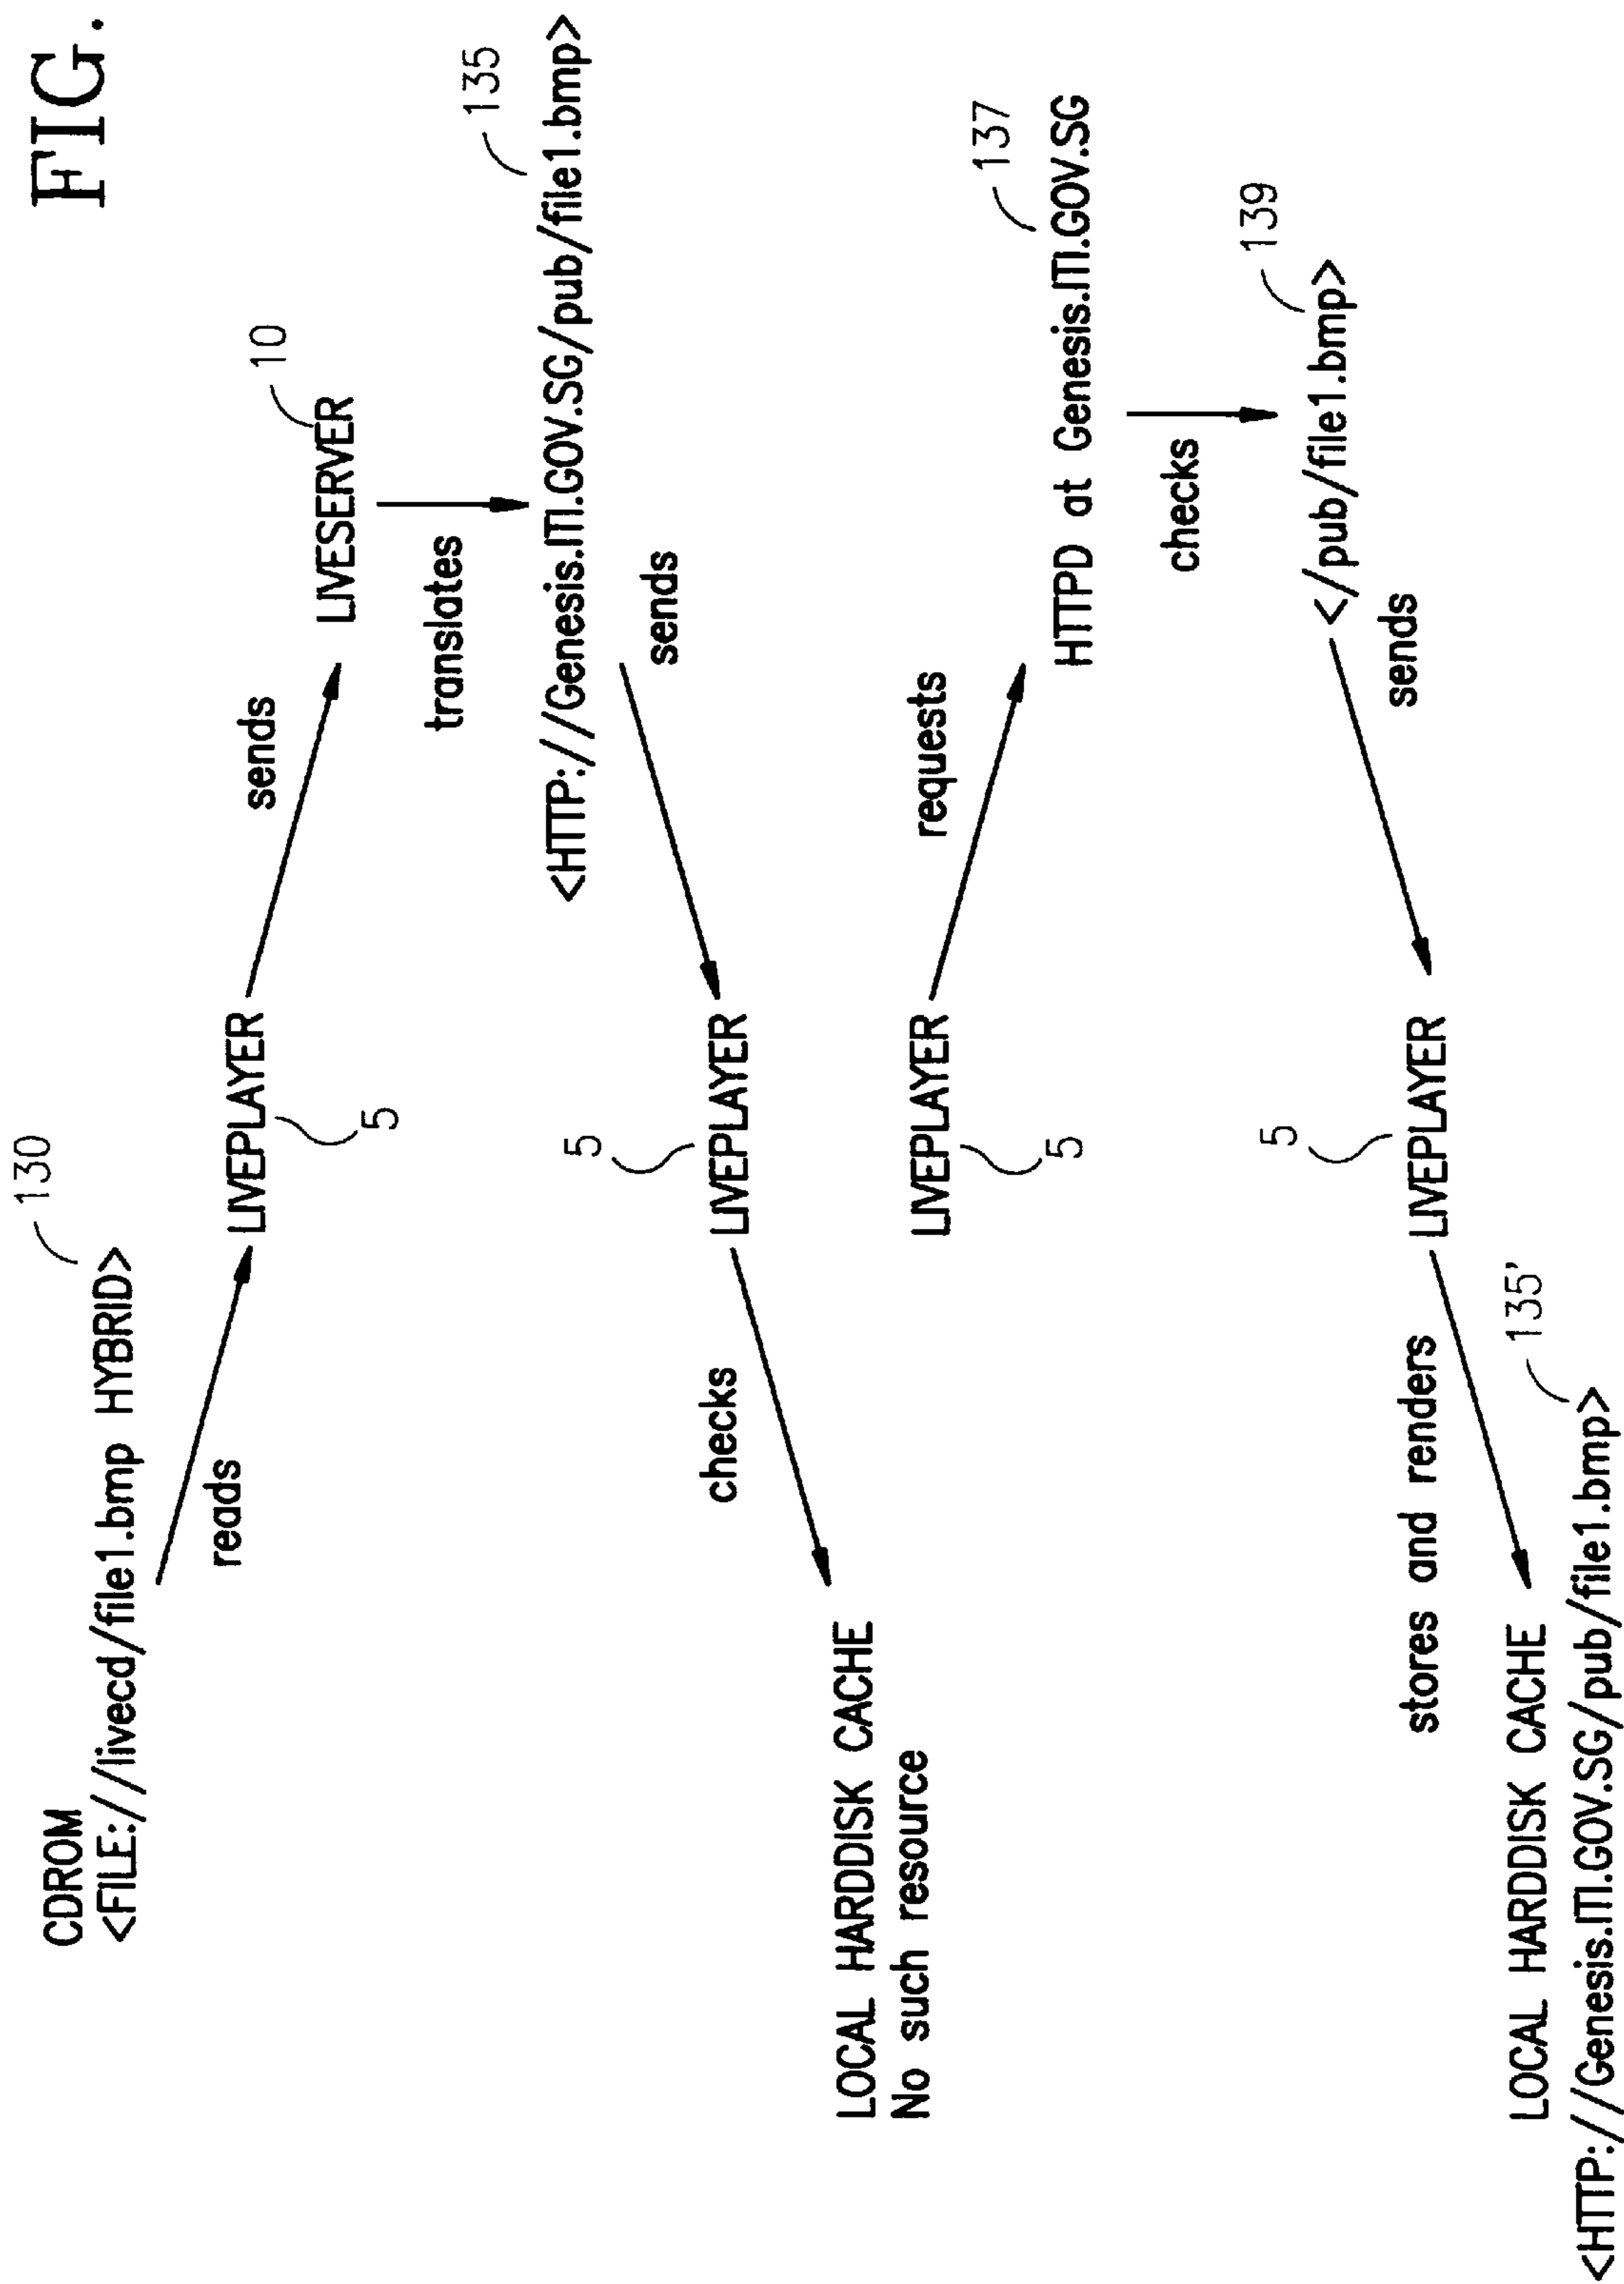 FIG.
CDROM
<FILE://livecd/file1.bmp HYBRID>
130
reads
LIVEPLAYER
5
sends
LIVESERVER
10
translates
<HTTP://Genesis.ITI.GOV.SG/pub/file1.bmp>
135
sends
5
LIVEPLAYER
checks
LOCAL HARDDISK CACHE
No such resource
LIVEPLAYER
5
requests
HTTPD at Genesis.ITI.GOV.SG
137
checks
</pub/file1.bmp>
139
sends
5
LIVEPLAYER
stores and renders
LOCAL HARDDISK CACHE
<HTTP://Genesis.ITI.GOV.SG/pub/file1.bmp>
135'